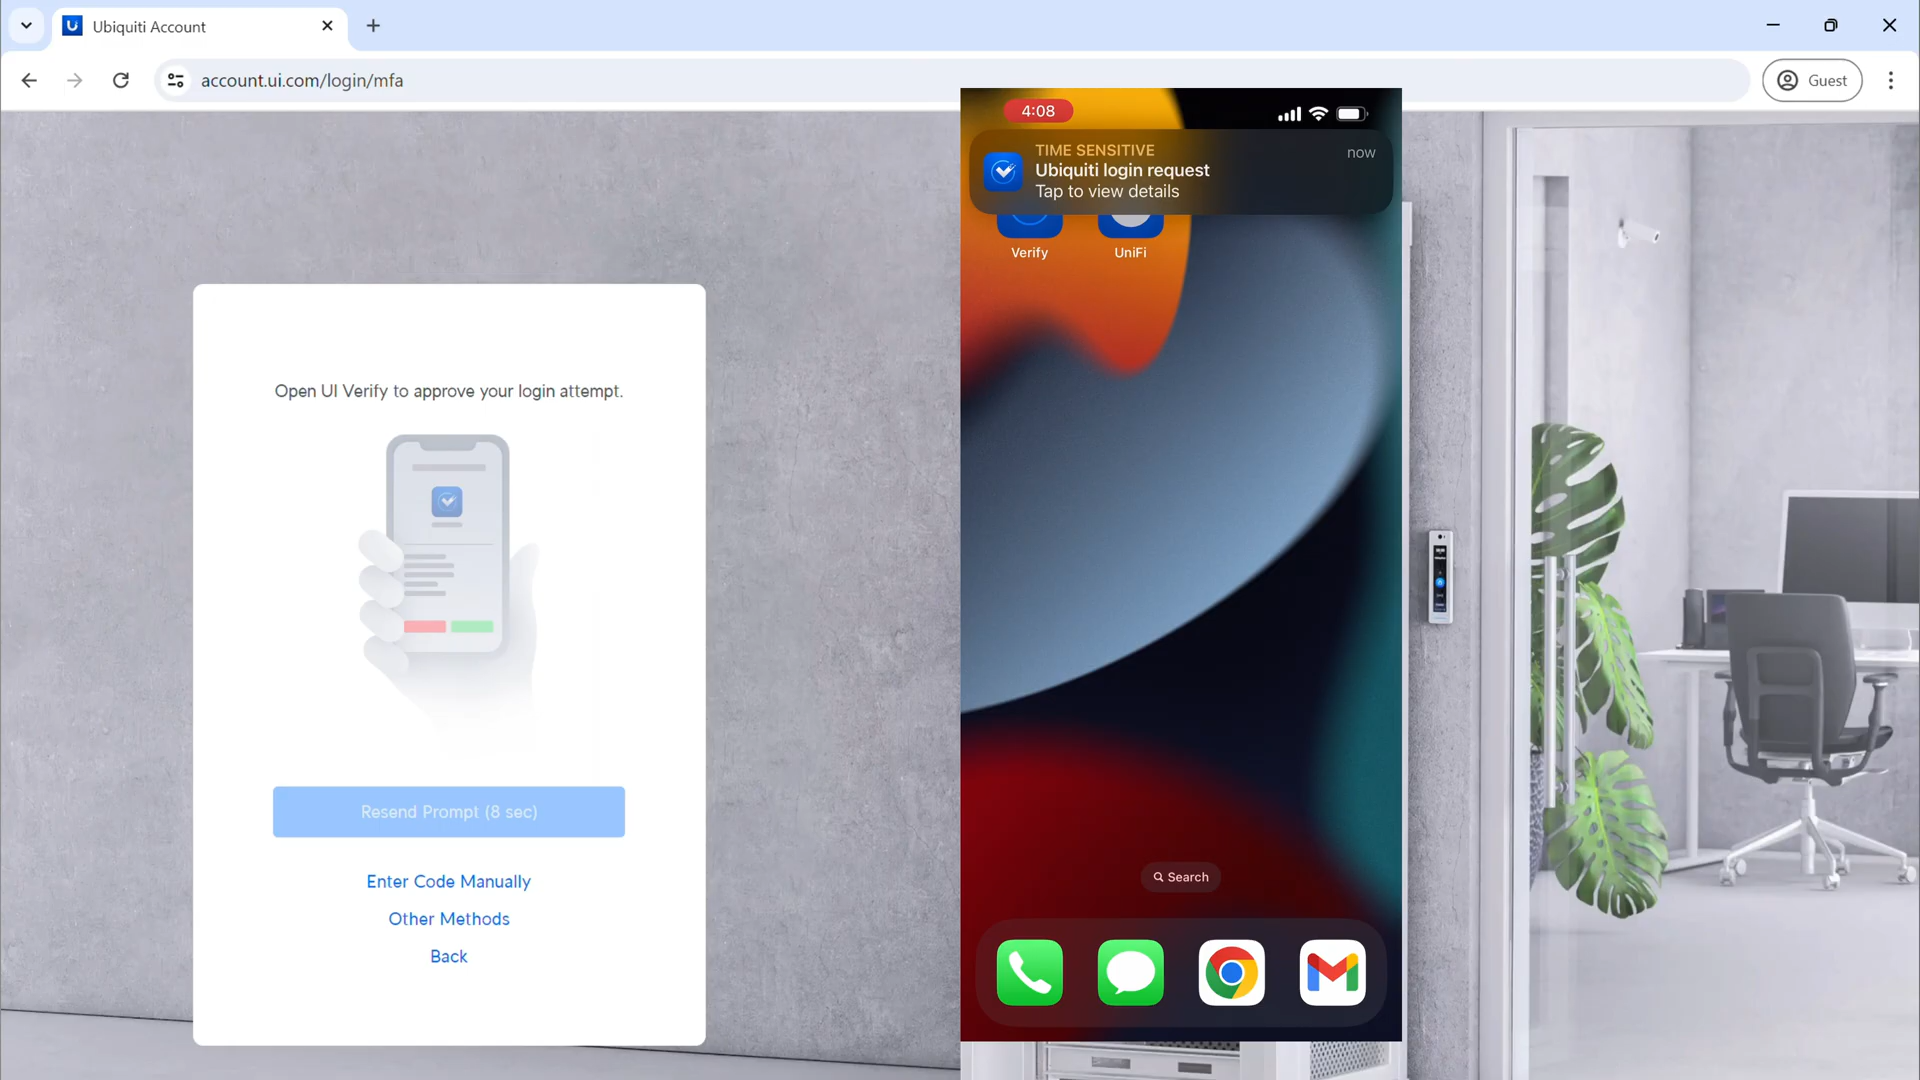 Ubiquiti Account
account.ui.com/login/mfa
Guest
Open UI Verify to approve your login attempt.
Resend Prompt (8 sec)
Enter Code Manually
Other Methods
Back
4:08
TIME SENSITIVE
now
Ubiquiti login request
Tap to view details
Verify
UniFi
Search